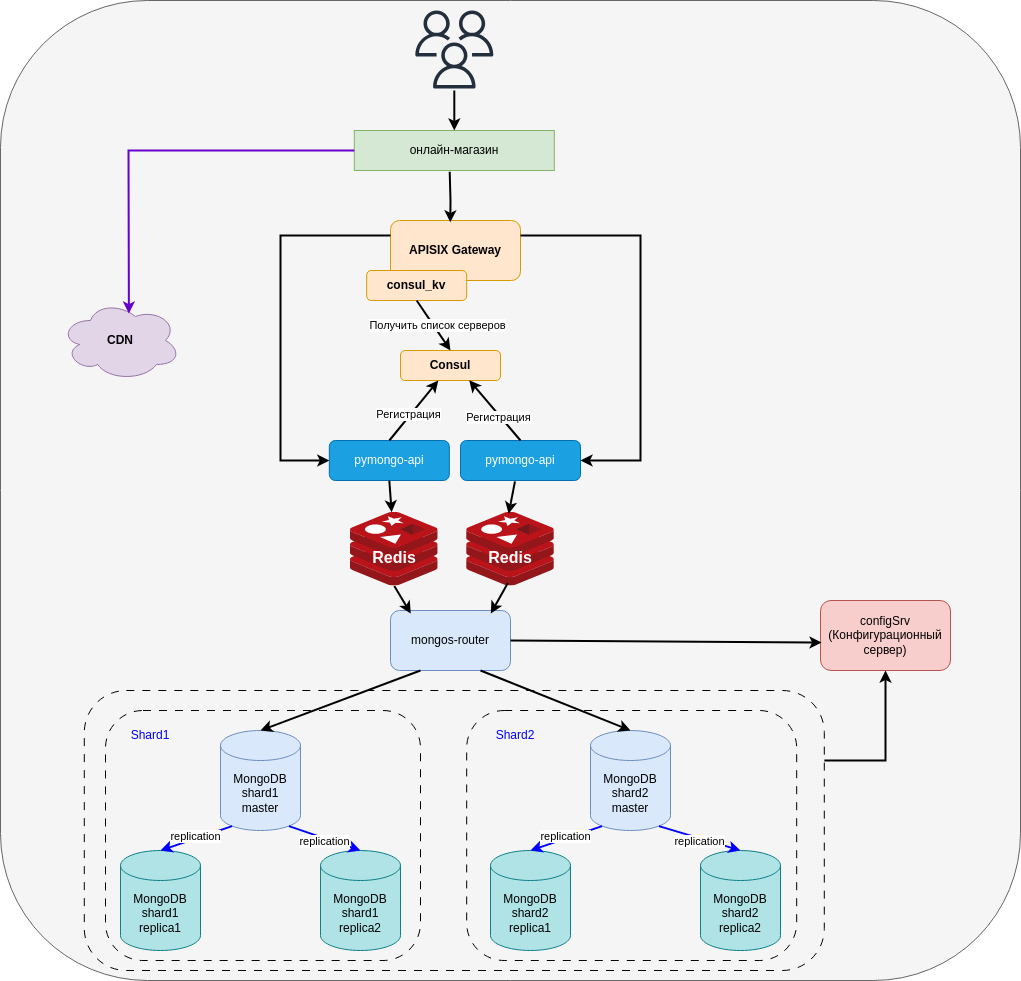 онлайн-магазин
APISIX Gateway
consul_kv
Получить список серверов
CDN
Consul
Регистрация
Регистрация
pymongo-api
pymongo-api
Redis
Redis
mongos-router
configSrv
(Конфигурационный
сервер)
Shard1
Shard2
MongoDB
shard1
master
MongoDB
shard2
master
replication
replication
replication
replication
MongoDB
shard1
replica1
MongoDB
shard1
replica2
MongoDB
shard2
replica1
MongoDB
shard2
replica2